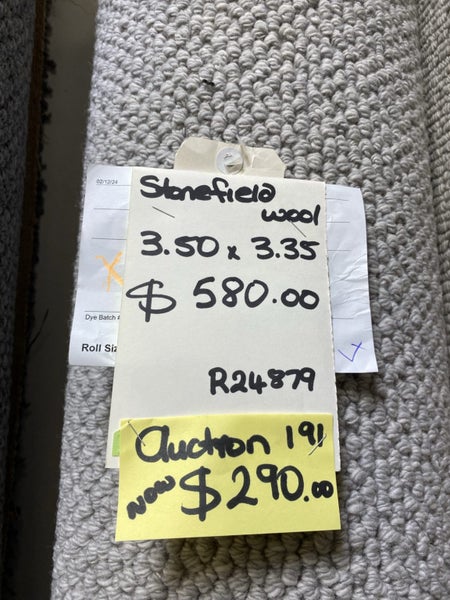 02/12/24
Stonefield
wool
3.50 x 3.35
$ 580.00
Dye Batch #
Roll Siz
R24879
Auction 191
NOW $290.00